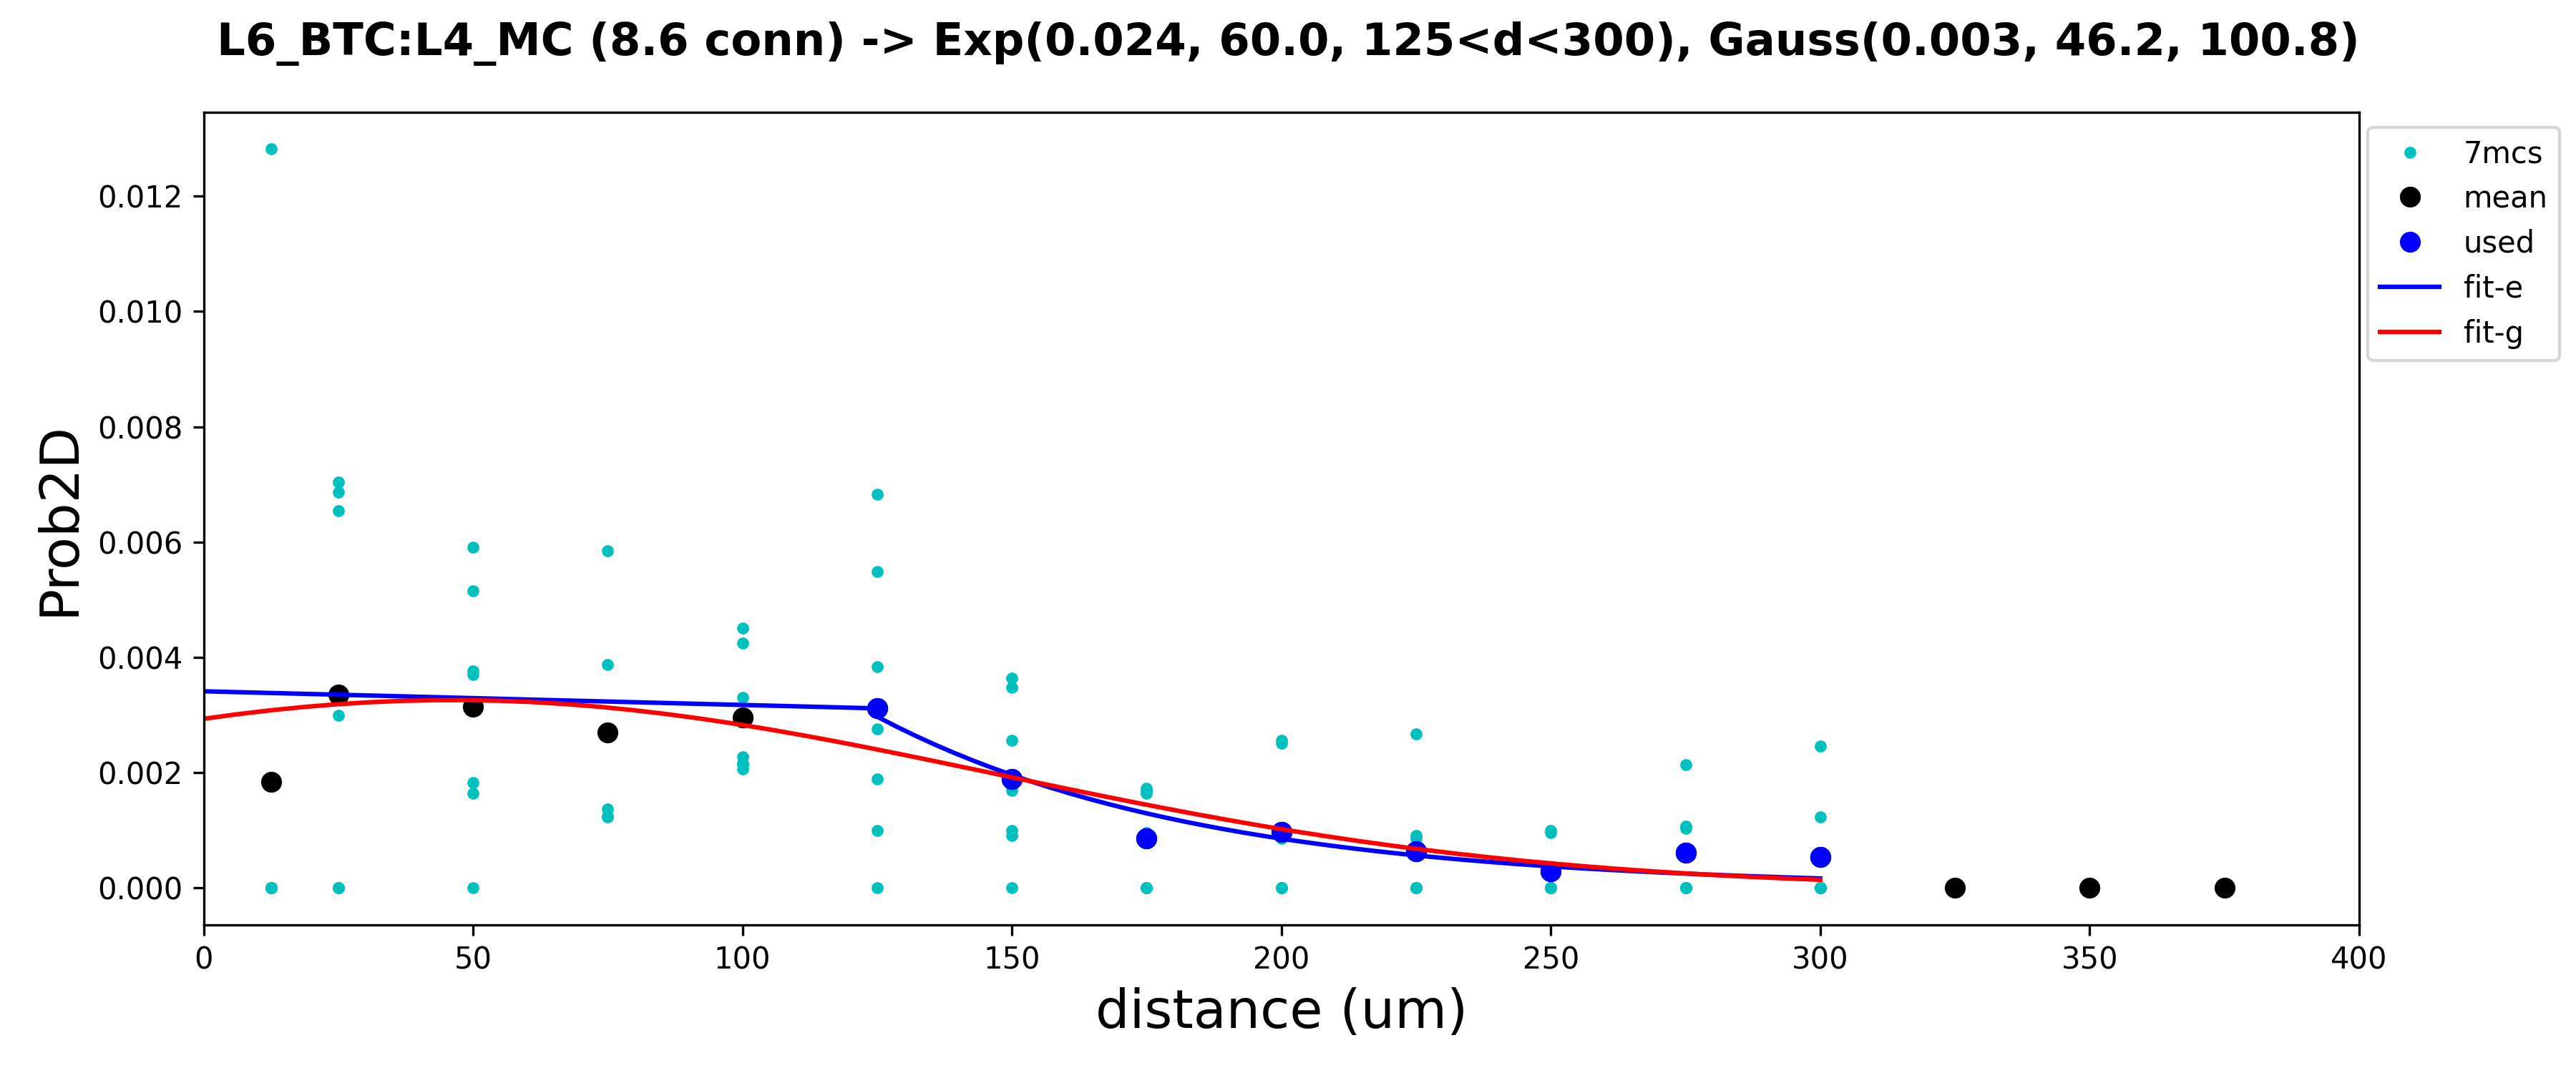 L6_BTC:L4_MC (8.6 conn) -> Exp(0.024, 60.0, 125<d<300), Gauss(0.003, 46.2, 100.8)
7mcs
mean
used
fit-e
fit-g
Prob2D
0.012
0.010
0.008
0.006
0.004
0.002
0.000
0 50 100 150 200 250 300 350 400
distance (um)